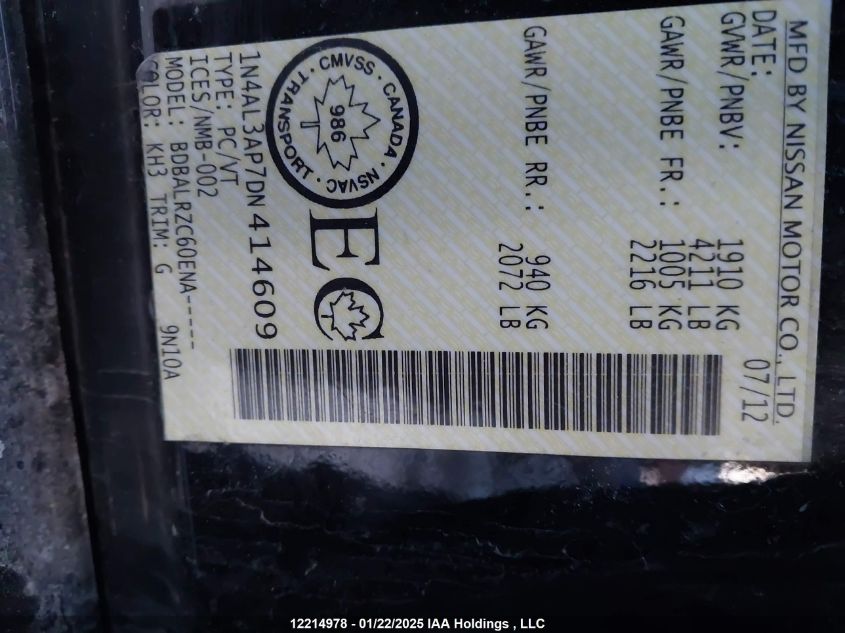 MFD BY NISSAN MOTOR CO., LTD.
DATE: 07/12
GVWR/PNBV: 1910 KG
4211 LB
GAWR/PNBE FR.: 1005 KG
2216 LB
GAWR/PNBE RR.: 940 KG
2072 LB
CMVSS · CANADA · NSVAC · TRANSPORT ·
986
EC
1N4AL3AP7DN414609
TYPE: PC/VT
ICES/NMB-002
MODEL: BDBALRZC60ENA-----
COLOR: KH3 TRIM: G 9N10A
12214978 - 01/22/2025 IAA Holdings , LLC